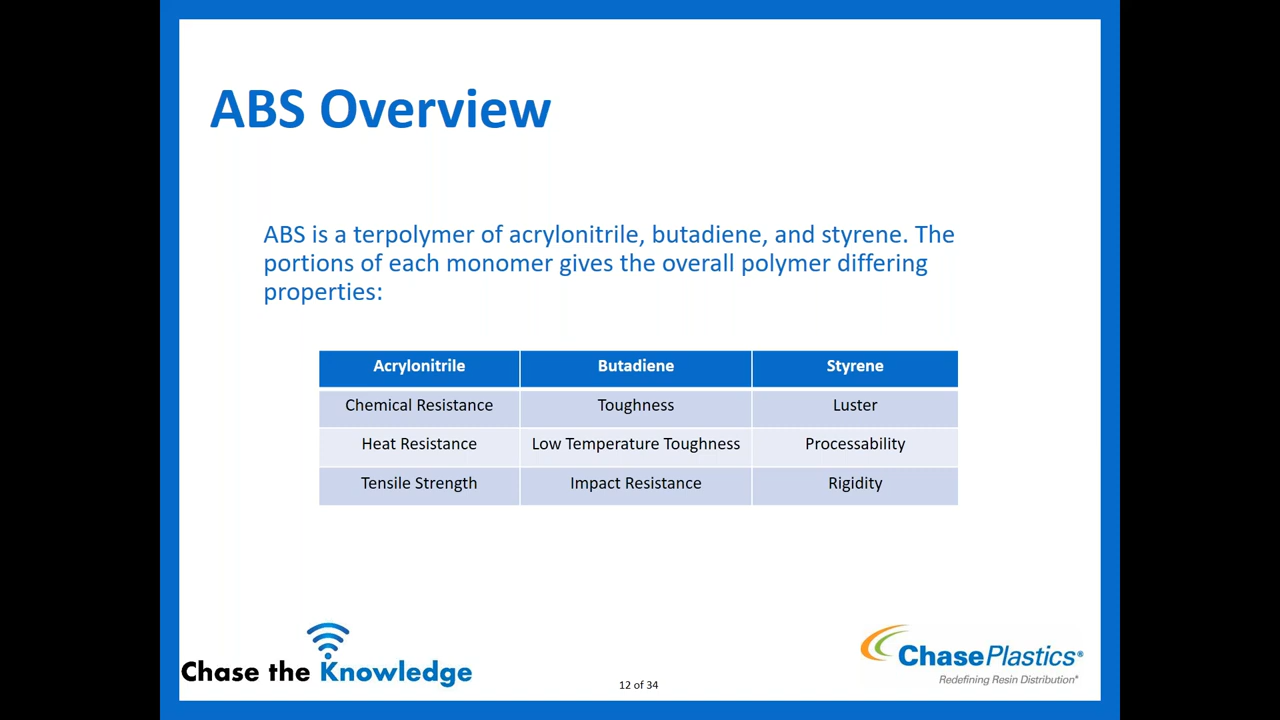 ABS Overview
ABS is a terpolymer of acrylonitrile, butadiene, and styrene. The
portions of each monomer gives the overall polymer differing
properties:
Acrylonitrile Butadiene Styrene
Chemical Resistance Toughness Luster
Heat Resistance Low Temperature Toughness Processability
Tensile Strength Impact Resistance Rigidity
Chase the Knowledge
ChasePlastics®
Redefining Resin Distribution*
12 of 34